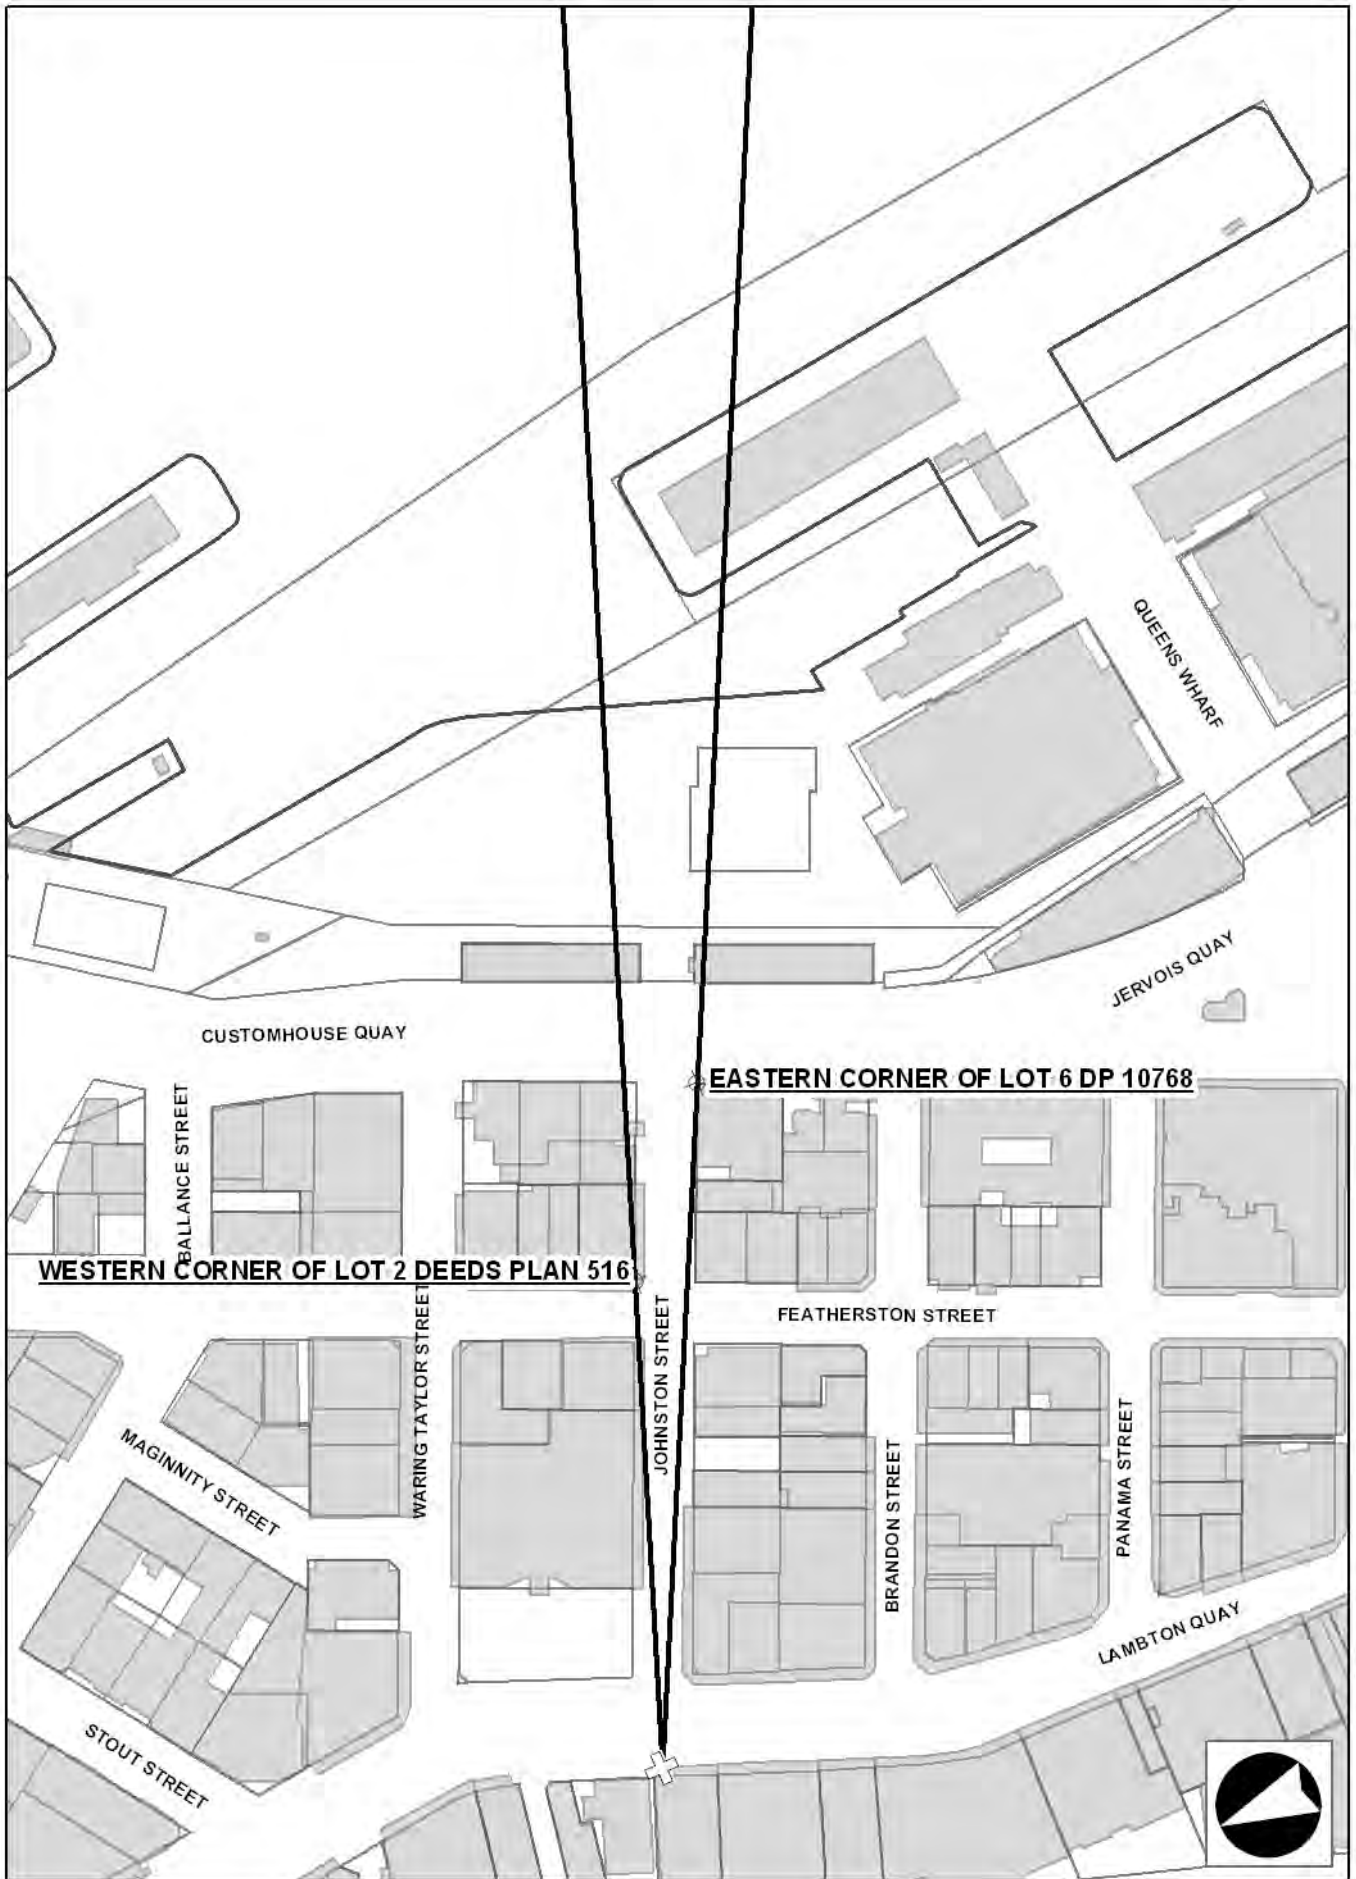 QUEENS WHARF
JERVOIS QUAY
CUSTOMHOUSE QUAY
EASTERN CORNER OF LOT 6 DP 10768
BALLANCE STREET
WESTERN CORNER OF LOT 2 DEEDS PLAN 516
FEATHERSTON STREET
WARING TAYLOR STREET
JOHNSTON STREET
MAGINNITY STREET
BRANDON STREET
PANAMA STREET
LAMBTON QUAY
STOUT STREET